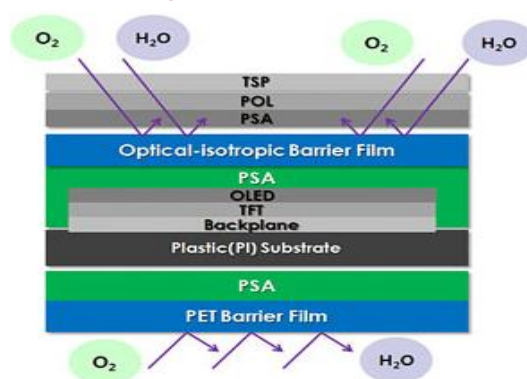 O2 H2O O2 H2O
TSP
POL
PSA
Optical-isotropic Barrier Film
PSA
OLED
TFT
Backplane
Plastic(PI) Substrate
PSA
PET Barrier Film
O2 H2O